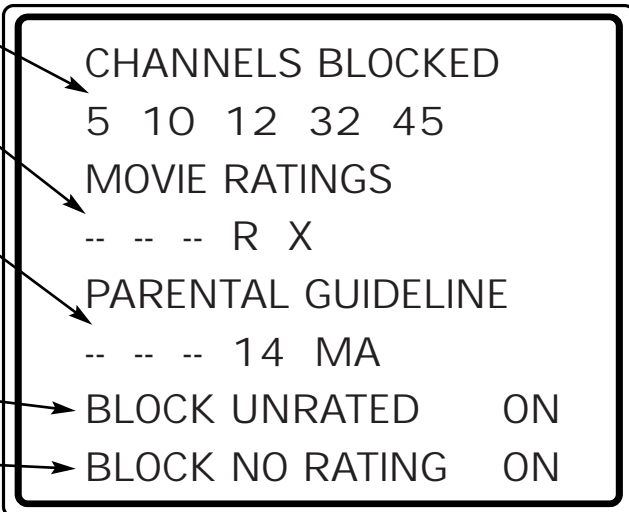 CHANNELS BLOCKED
5 10 12 32 45
MOVIE RATINGS
-- -- -- R X
PARENTAL GUIDELINE
-- -- -- 14 MA
BLOCK UNRATED ON
BLOCK NO RATING ON